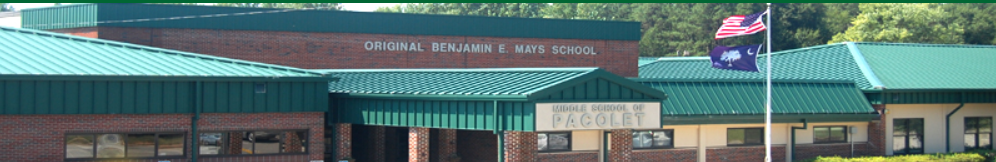 ORIGINAL BENJAMIN E. MAYS SCHOOL
MIDDLE SCHOOL OF
PACOLET